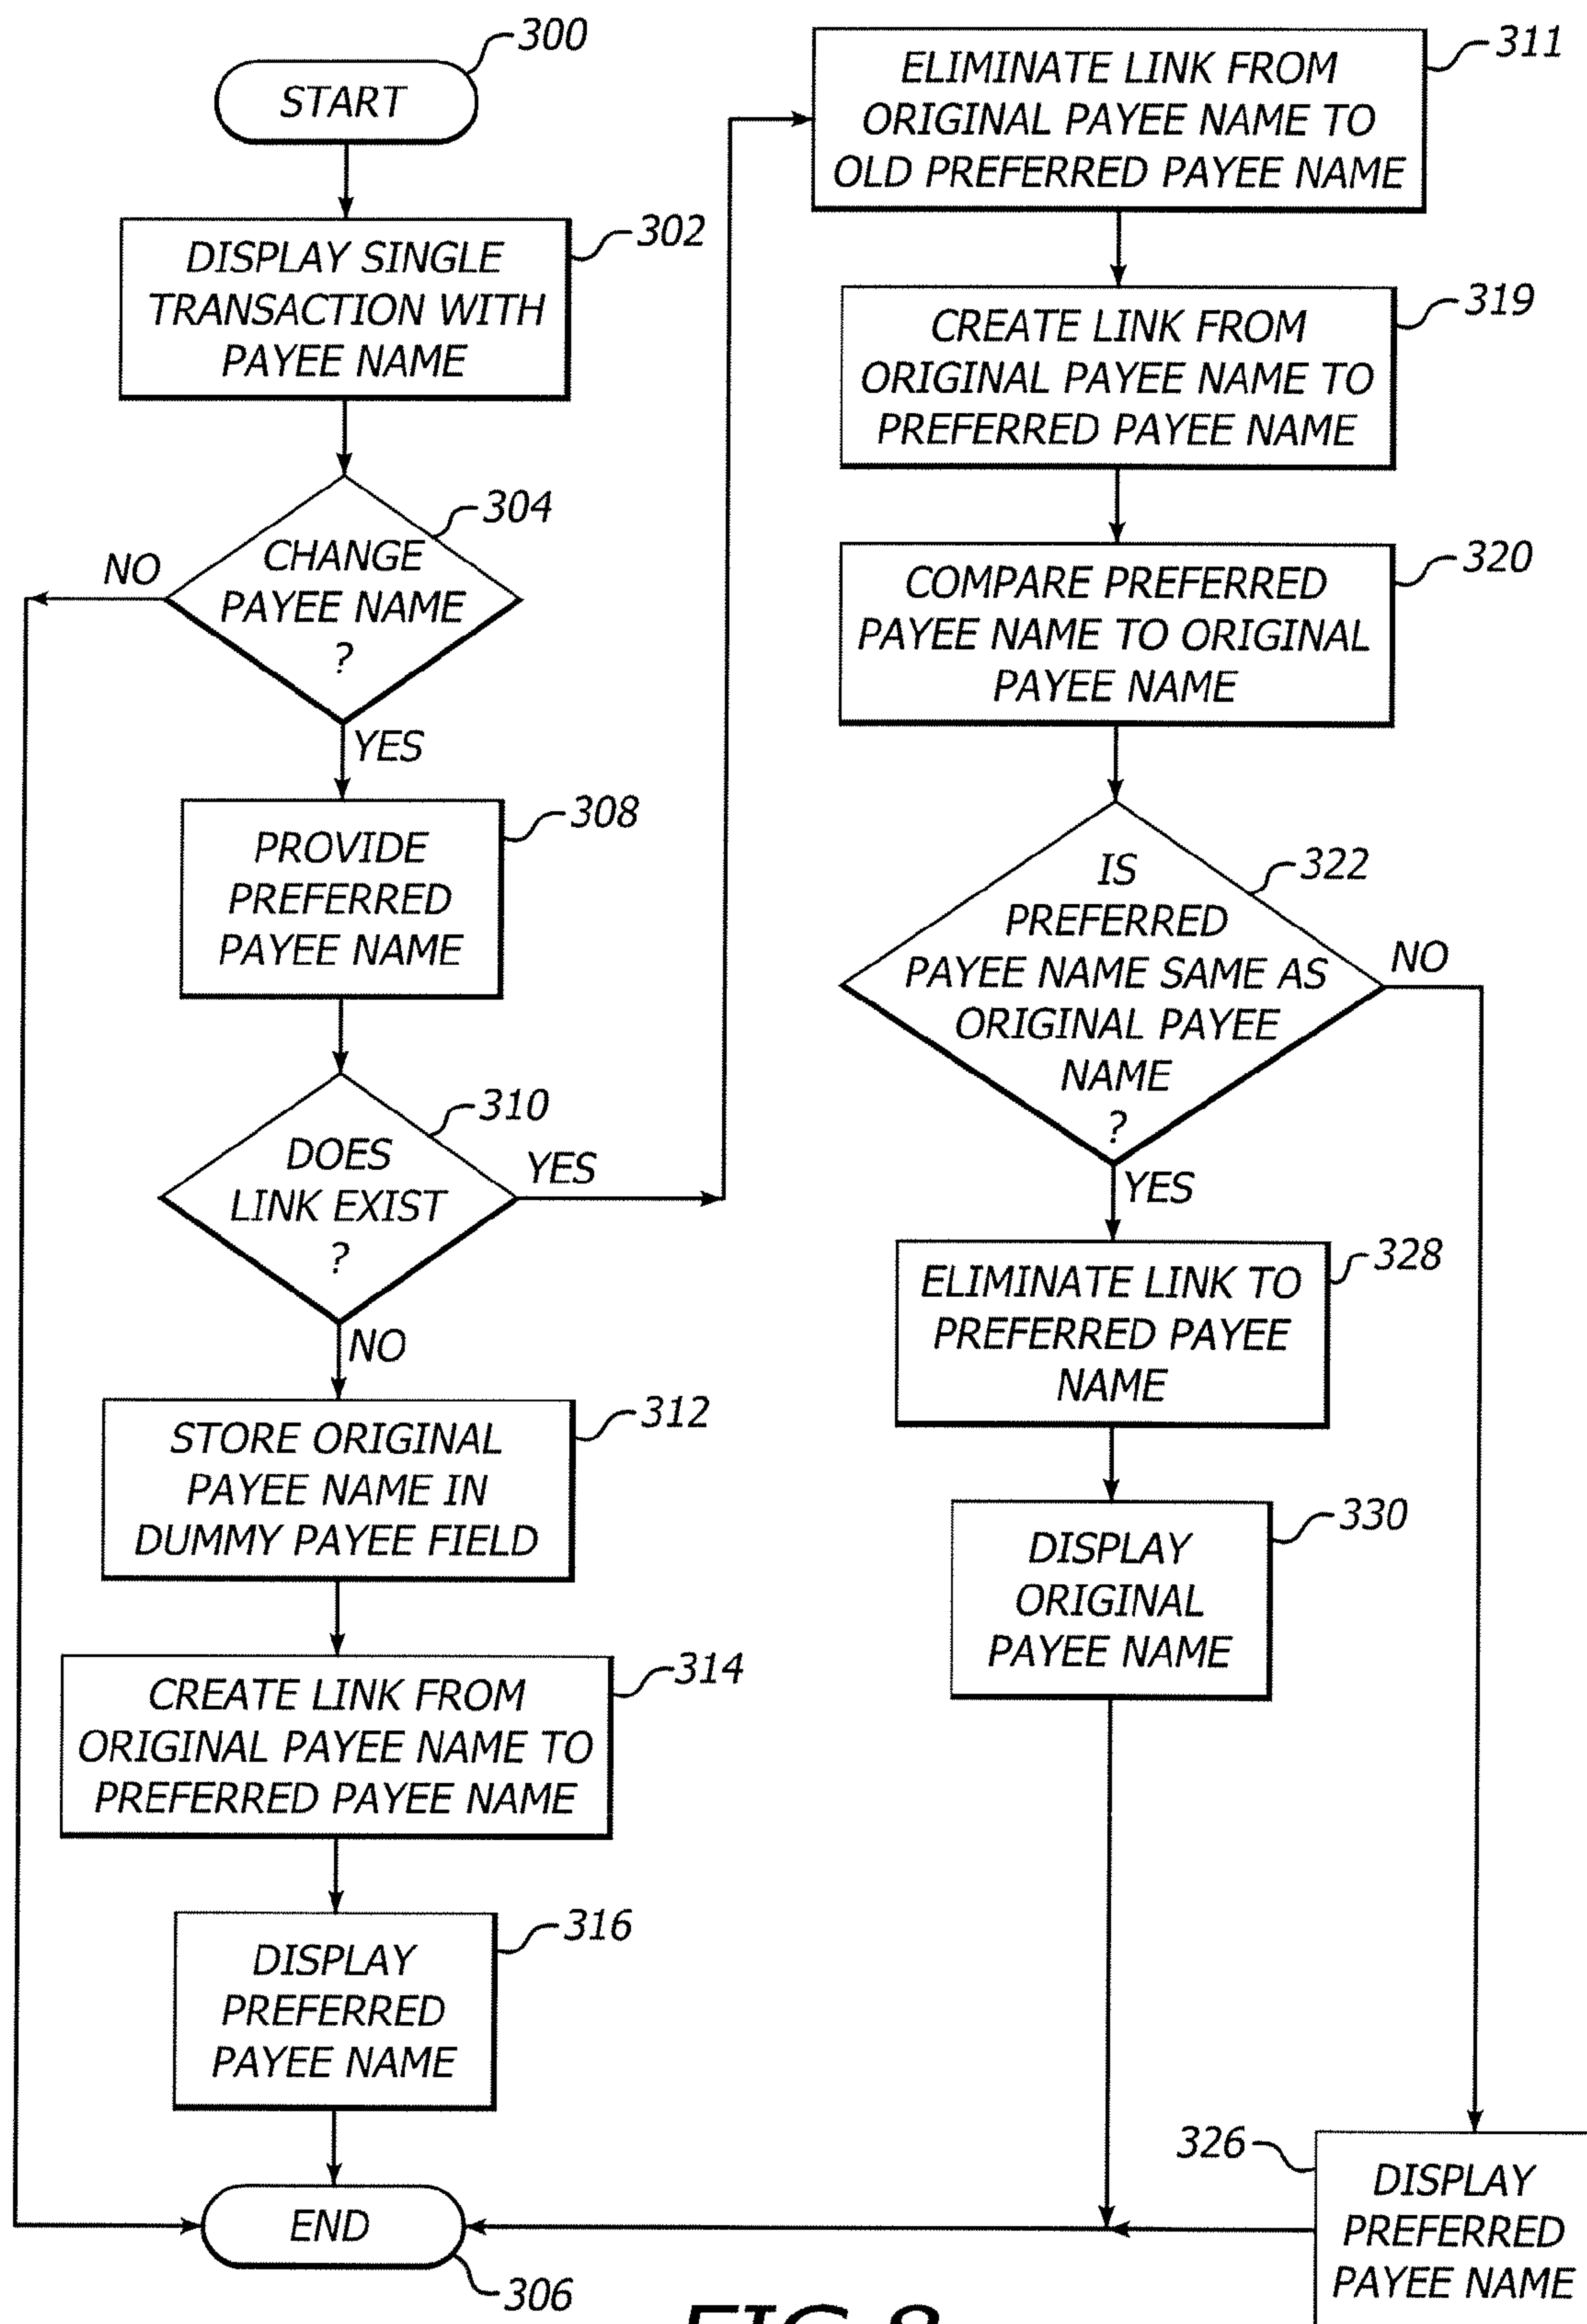 300
START
302
DISPLAY SINGLE
TRANSACTION WITH
PAYEE NAME
304
CHANGE
PAYEE NAME
?
NO
YES
308
PROVIDE
PREFERRED
PAYEE NAME
310
DOES
LINK EXIST
?
YES
NO
312
STORE ORIGINAL
PAYEE NAME IN
DUMMY PAYEE FIELD
314
CREATE LINK FROM
ORIGINAL PAYEE NAME TO
PREFERRED PAYEE NAME
316
DISPLAY
PREFERRED
PAYEE NAME
END
306
311
ELIMINATE LINK FROM
ORIGINAL PAYEE NAME TO
OLD PREFERRED PAYEE NAME
319
CREATE LINK FROM
ORIGINAL PAYEE NAME TO
PREFERRED PAYEE NAME
320
COMPARE PREFERRED
PAYEE NAME TO ORIGINAL
PAYEE NAME
322
IS
PREFERRED
PAYEE NAME SAME AS
ORIGINAL PAYEE
NAME
?
NO
YES
328
ELIMINATE LINK TO
PREFERRED PAYEE
NAME
330
DISPLAY
ORIGINAL
PAYEE NAME
326
DISPLAY
PREFERRED
PAYEE NAME
FIG.8